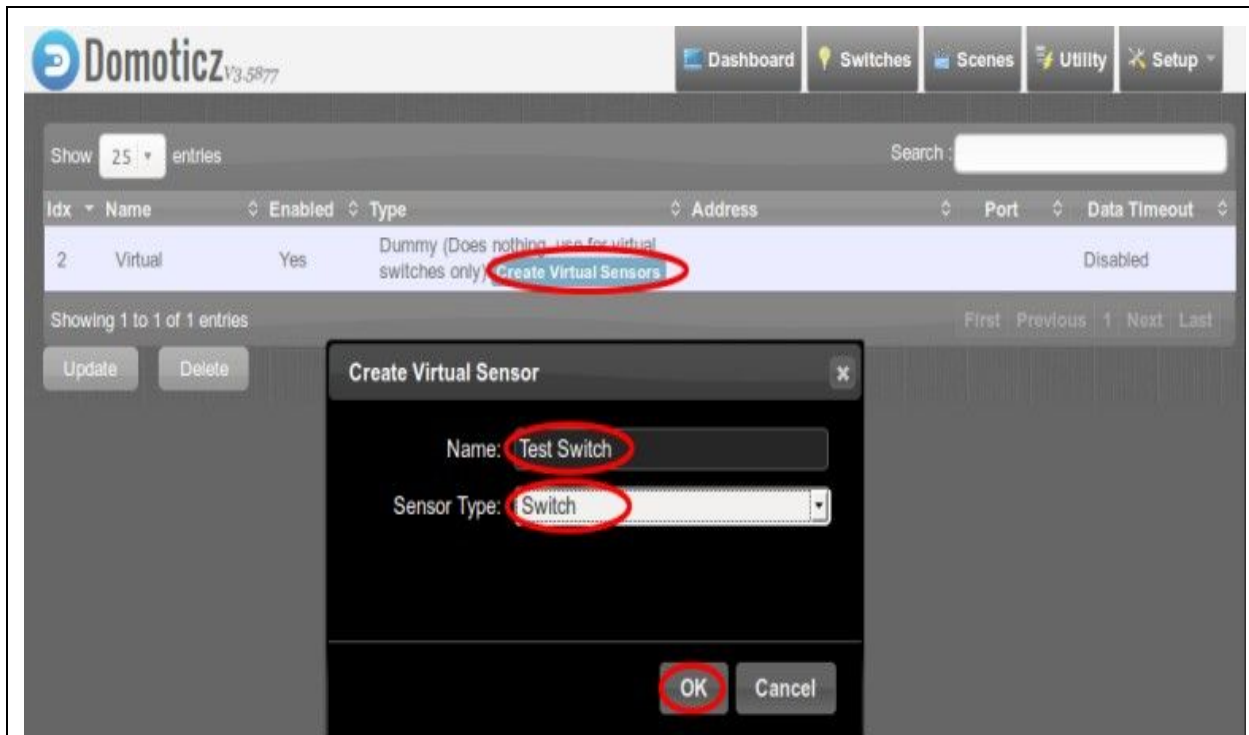 Domoticz V3.5877 Dashboard Switches Scenes Utility Setup
Show 25 entries Search :
Idx Name Enabled Type Address Port Data Timeout
2 Virtual Yes Dummy (Does nothing, use for virtual
switches only) Create Virtual Sensors Disabled
Showing 1 to 1 of 1 entries First Previous 1 Next Last
Update Delete
Create Virtual Sensor x
Name: Test Switch
Sensor Type: Switch
OK Cancel